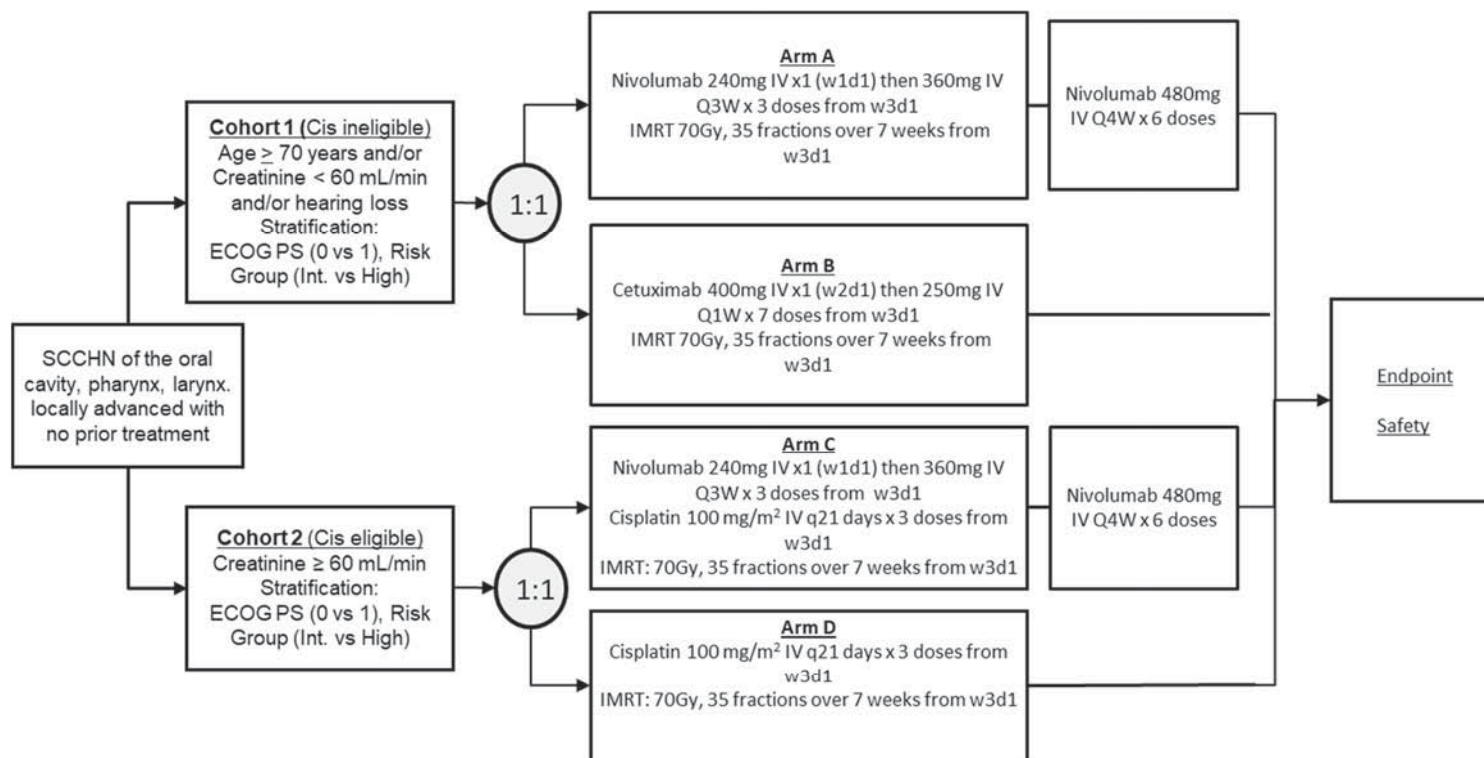 SCCHN of the oral
cavity, pharynx, larynx.
locally advanced with
no prior treatment
Cohort 1 (Cis ineligible)
Age ≥ 70 years and/or
Creatinine < 60 mL/min
and/or hearing loss
Stratification:
ECOG PS (0 vs 1), Risk
Group (Int. vs High)
1:1
Arm A
Nivolumab 240mg IV x1 (w1d1) then 360mg IV
Q3W x 3 doses from w3d1
IMRT 70Gy, 35 fractions over 7 weeks from
w3d1
Nivolumab 480mg
IV Q4W x 6 doses
Arm B
Cetuximab 400mg IV x1 (w2d1) then 250mg IV
Q1W x 7 doses from w3d1
IMRT 70Gy, 35 fractions over 7 weeks from
w3d1
Cohort 2 (Cis eligible)
Creatinine ≥ 60 mL/min
Stratification:
ECOG PS (0 vs 1), Risk
Group (Int. vs High)
1:1
Arm C
Nivolumab 240mg IV x1 (w1d1) then 360mg IV
Q3W x 3 doses from w3d1
Cisplatin 100 mg/m² IV q21 days x 3 doses from
w3d1
IMRT: 70Gy, 35 fractions over 7 weeks from w3d1
Nivolumab 480mg
IV Q4W x 6 doses
Arm D
Cisplatin 100 mg/m² IV q21 days x 3 doses from
w3d1
IMRT: 70Gy, 35 fractions over 7 weeks from w3d1
Endpoint
Safety